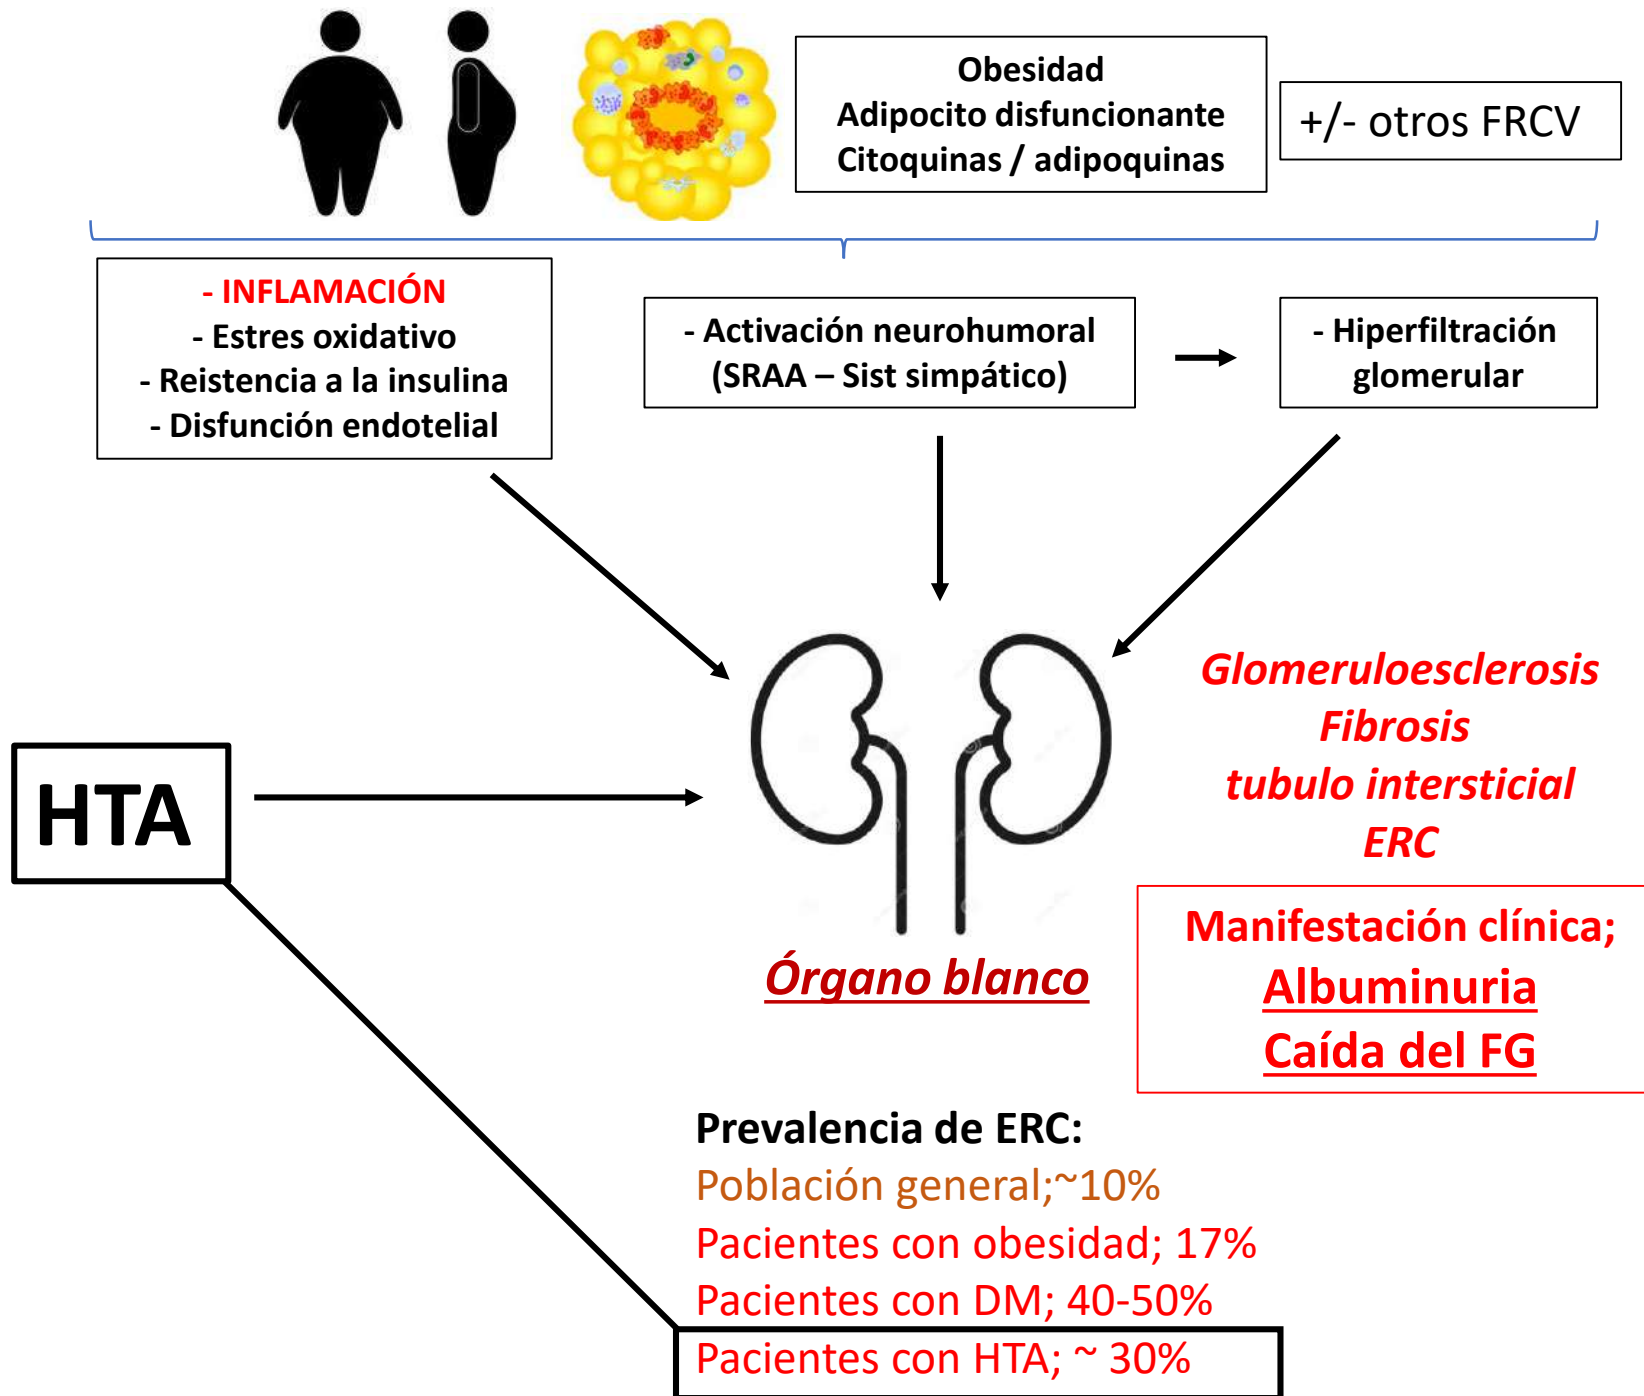 Obesidad
Adipocito disfuncionante
Citoquinas / adipoquinas
+/- otros FRCV
- INFLAMACIÓN
- Estres oxidativo
- Reistencia a la insulina
- Disfunción endotelial
- Activación neurohumoral
(SRAA – Sist simpático)
- Hiperfiltración
glomerular
Glomeruloesclerosis
Fibrosis
tubulo intersticial
ERC
HTA
Órgano blanco
Manifestación clínica;
Albuminuria
Caída del FG
Prevalencia de ERC:
Población general;~10%
Pacientes con obesidad; 17%
Pacientes con DM; 40-50%
Pacientes con HTA; ~ 30%